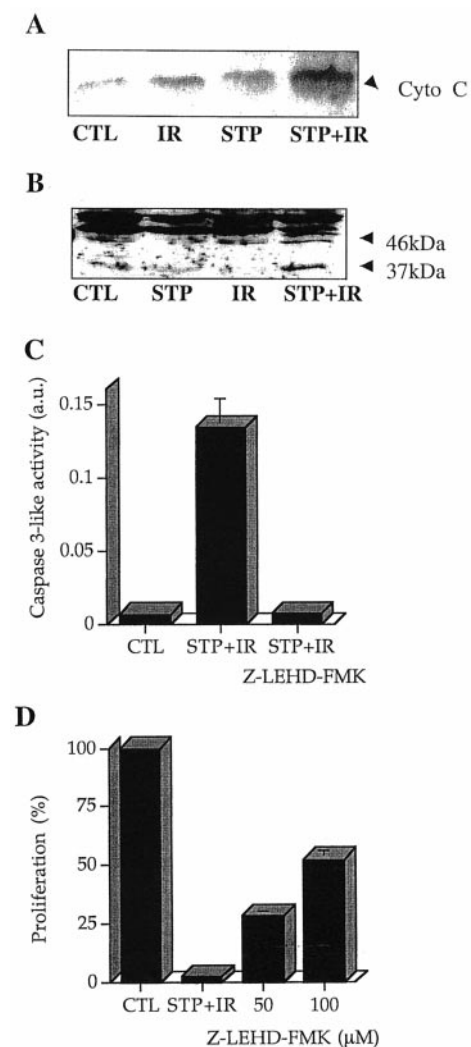 A
Cyto C
CTL IR STP STP+IR
B
46kDa
37kDa
CTL STP IR STP+IR
C
Caspase 3-like activity (a.u.)
0.15
0.1
0.05
0
CTL STP+IR STP+IR
Z-LEHD-FMK
D
Proliferation (%)
100
75
50
25
0
CTL STP+IR 50 100
Z-LEHD-FMK (μM)